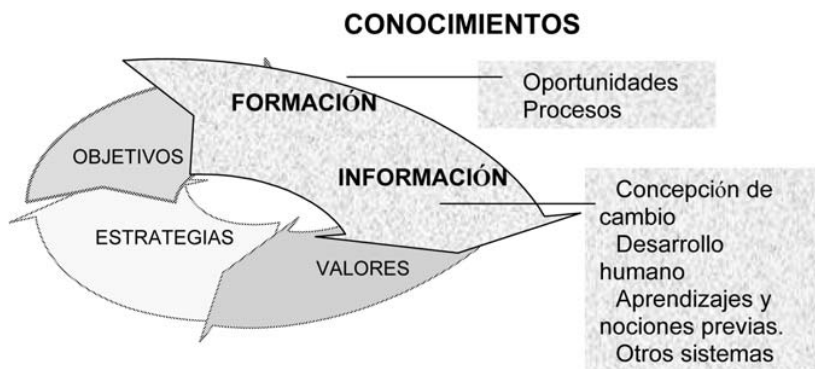 CONOCIMIENTOS
Oportunidades
Procesos
FORMACIÓN
OBJETIVOS
INFORMACIÓN
ESTRATEGIAS
VALORES
Concepción de
cambio
Desarrollo
humano
Aprendizajes y
nociones previas.
Otros sistemas